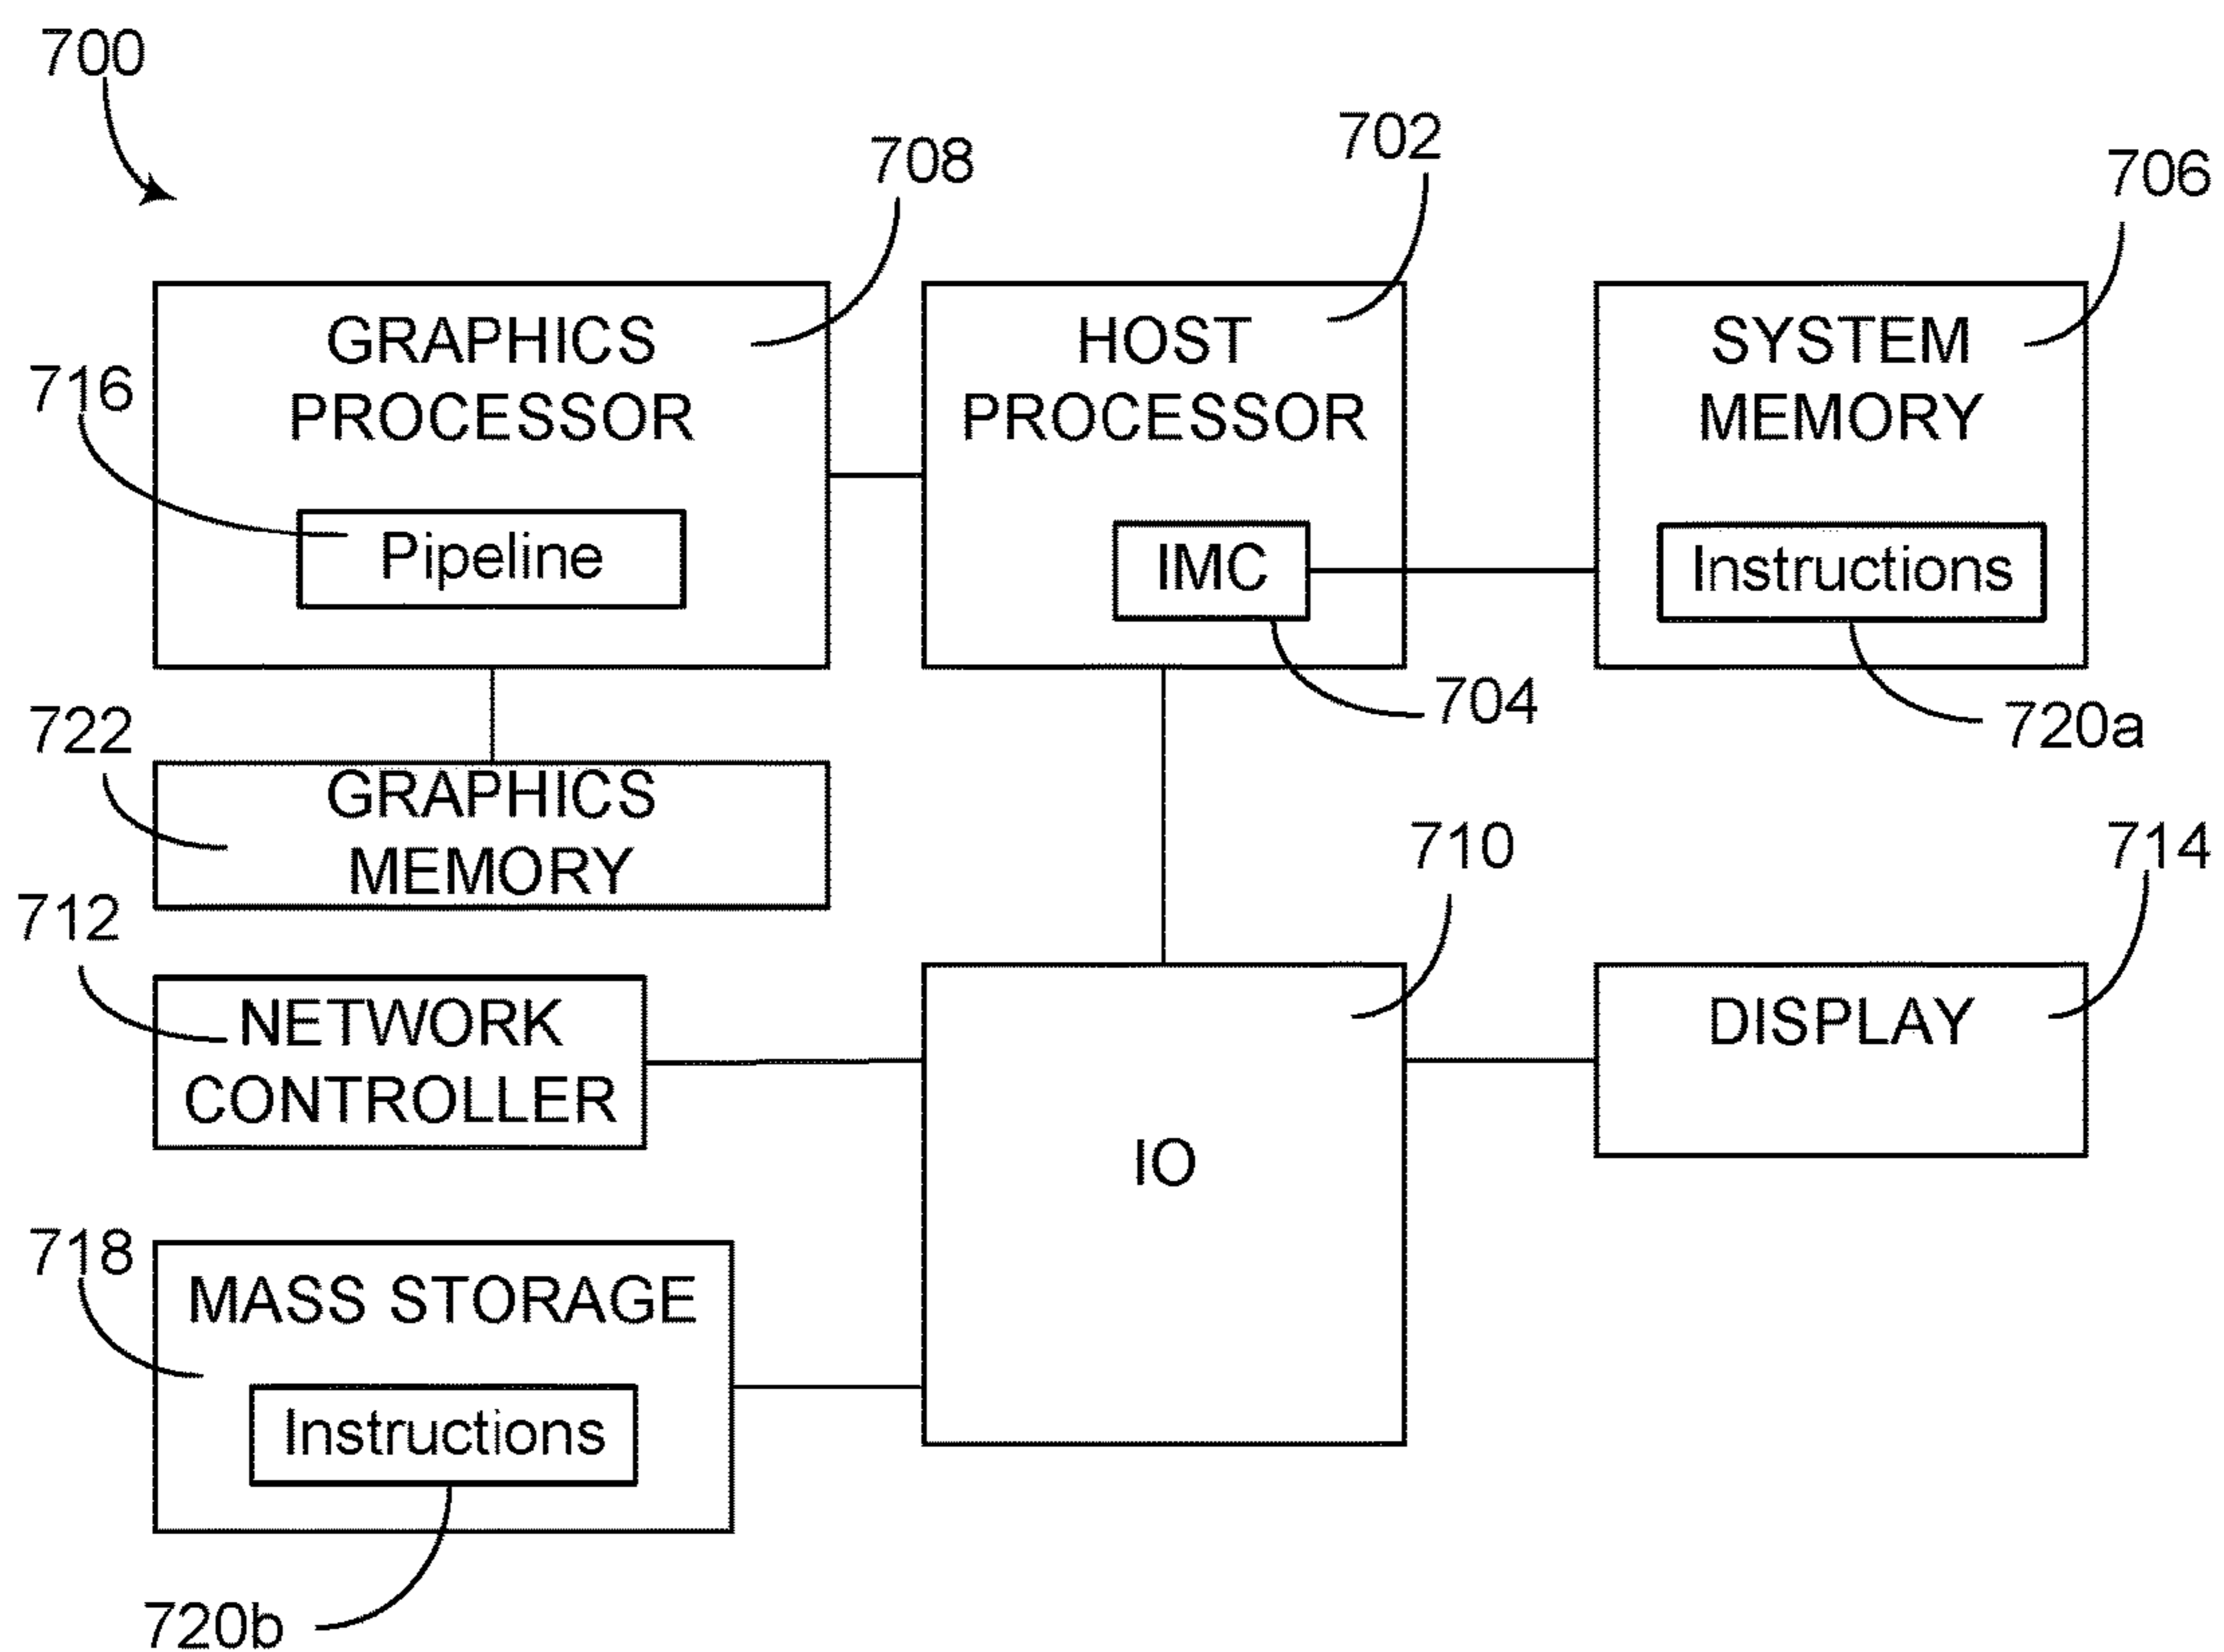 700
708
702
706
GRAPHICS
PROCESSOR
HOST
PROCESSOR
SYSTEM
MEMORY
716
Pipeline
IMC
Instructions
704
720a
722
GRAPHICS
MEMORY
710
714
712
NETWORK
CONTROLLER
DISPLAY
IO
718
MASS STORAGE
Instructions
720b